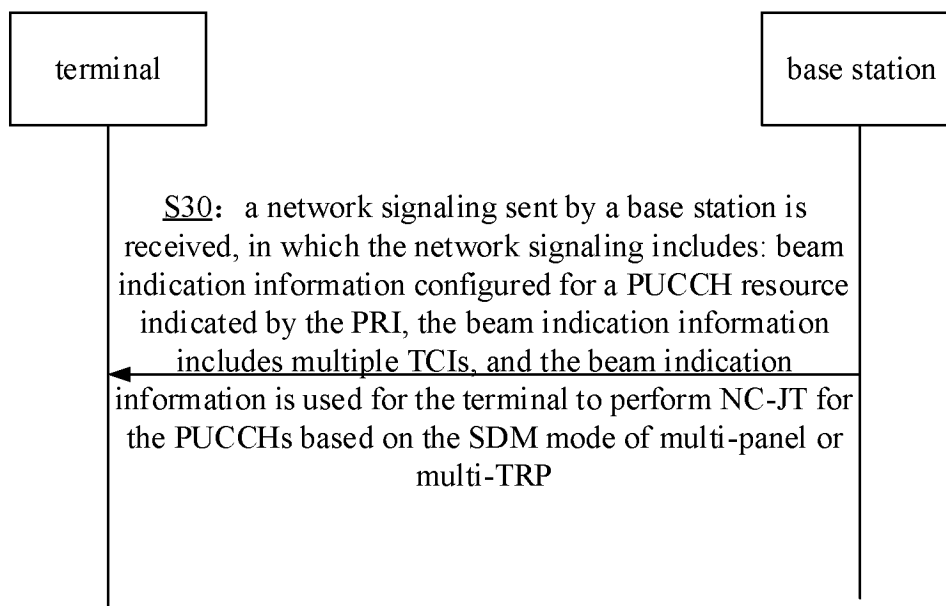 terminal
base station
S30：a network signaling sent by a base station is
received, in which the network signaling includes: beam
indication information configured for a PUCCH resource
indicated by the PRI, the beam indication information
includes multiple TCIs, and the beam indication
information is used for the terminal to perform NC-JT for
the PUCCHs based on the SDM mode of multi-panel or
multi-TRP